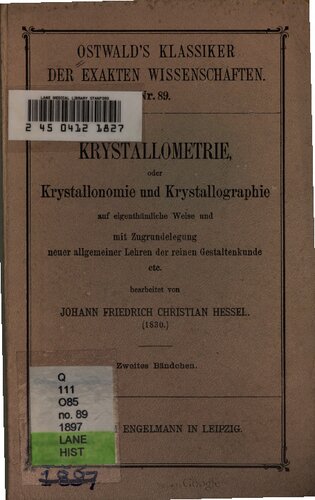 OSTWALD'S KLASSIKER
DER EXAKTEN WISSENSCHAFTEN.
Nr. 89.
LANE MEDICAL LIBRARY STANFORD
2 45 0412 1827
KRYSTALLOMETRIE,
oder
Krystallonomie und Krystallographie
auf eigenthümliche Weise und
mit Zugrundelegung
neuer allgemeiner Lehren der reinen Gestaltenkunde
etc.
bearbeitet von
JOHANN FRIEDRICH CHRISTIAN HESSEL.
(1830.)
Zweites Bändchen.
Q
111
O85
no. 89
1897
LANE
HIST
ENGELMANN IN LEIPZIG.
1897
Google